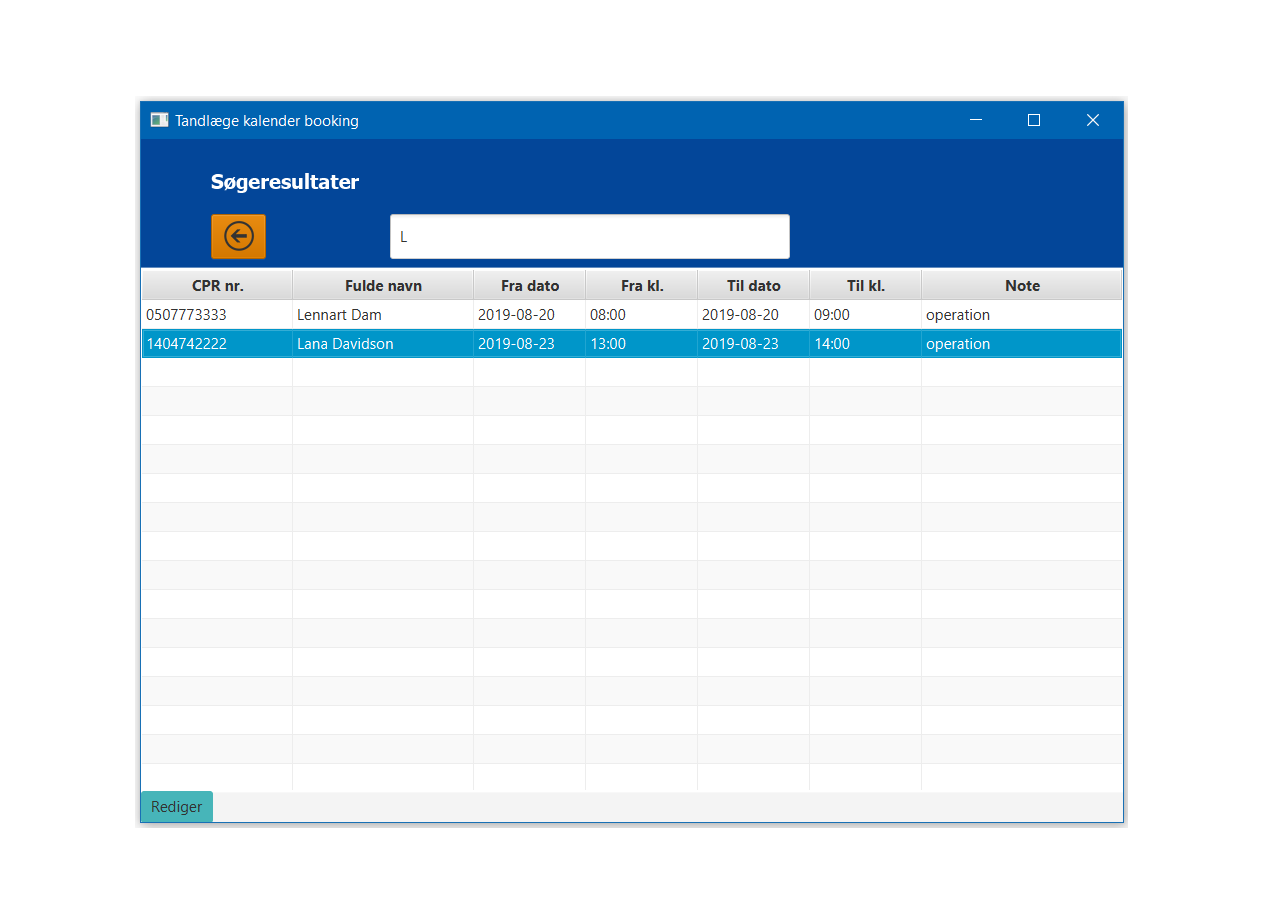 Tandlæge kalender booking
Søgeresultater
L
CPR nr. Fulde navn Fra dato Fra kl. Til dato Til kl. Note
0507773333 Lennart Dam 2019-08-20 08:00 2019-08-20 09:00 operation
1404742222 Lana Davidson 2019-08-23 13:00 2019-08-23 14:00 operation
Rediger